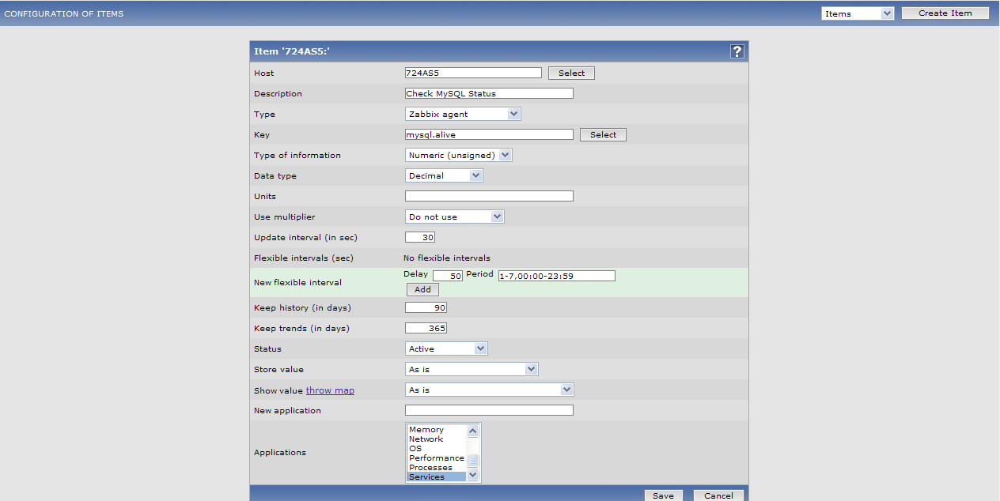 CONFIGURATION OF ITEMS Items Create Item
Item '724AS5:' ?
Host 724AS5 Select
Description Check MySQL Status
Type Zabbix agent
Key mysql.alive Select
Type of information Numeric (unsigned)
Data type Decimal
Units
Use multiplier Do not use
Update interval (in sec) 30
Flexible intervals (sec) No flexible intervals
New flexible interval Delay 50 Period 1-7,00:00-23:59
Add
Keep history (in days) 90
Keep trends (in days) 365
Status Active
Store value As is
Show value throw map As is
New application
Applications
Memory
Network
OS
Performance
Processes
Services
Save Cancel